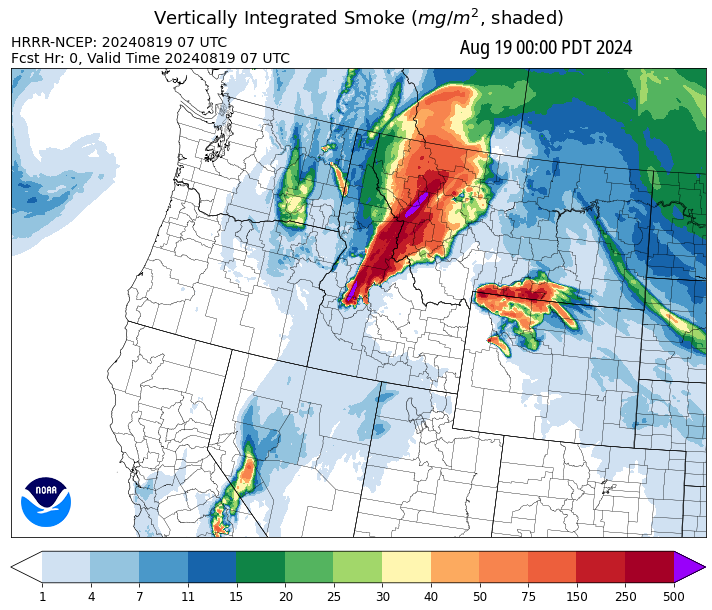 Vertically Integrated Smoke (mg/m², shaded)
HRRR-NCEP: 20240819 07 UTC
Fcst Hr: 0, Valid Time 20240819 07 UTC
Aug 19 00:00 PDT 2024
NOAA
1 4 7 11 15 20 25 30 40 50 75 150 250 500